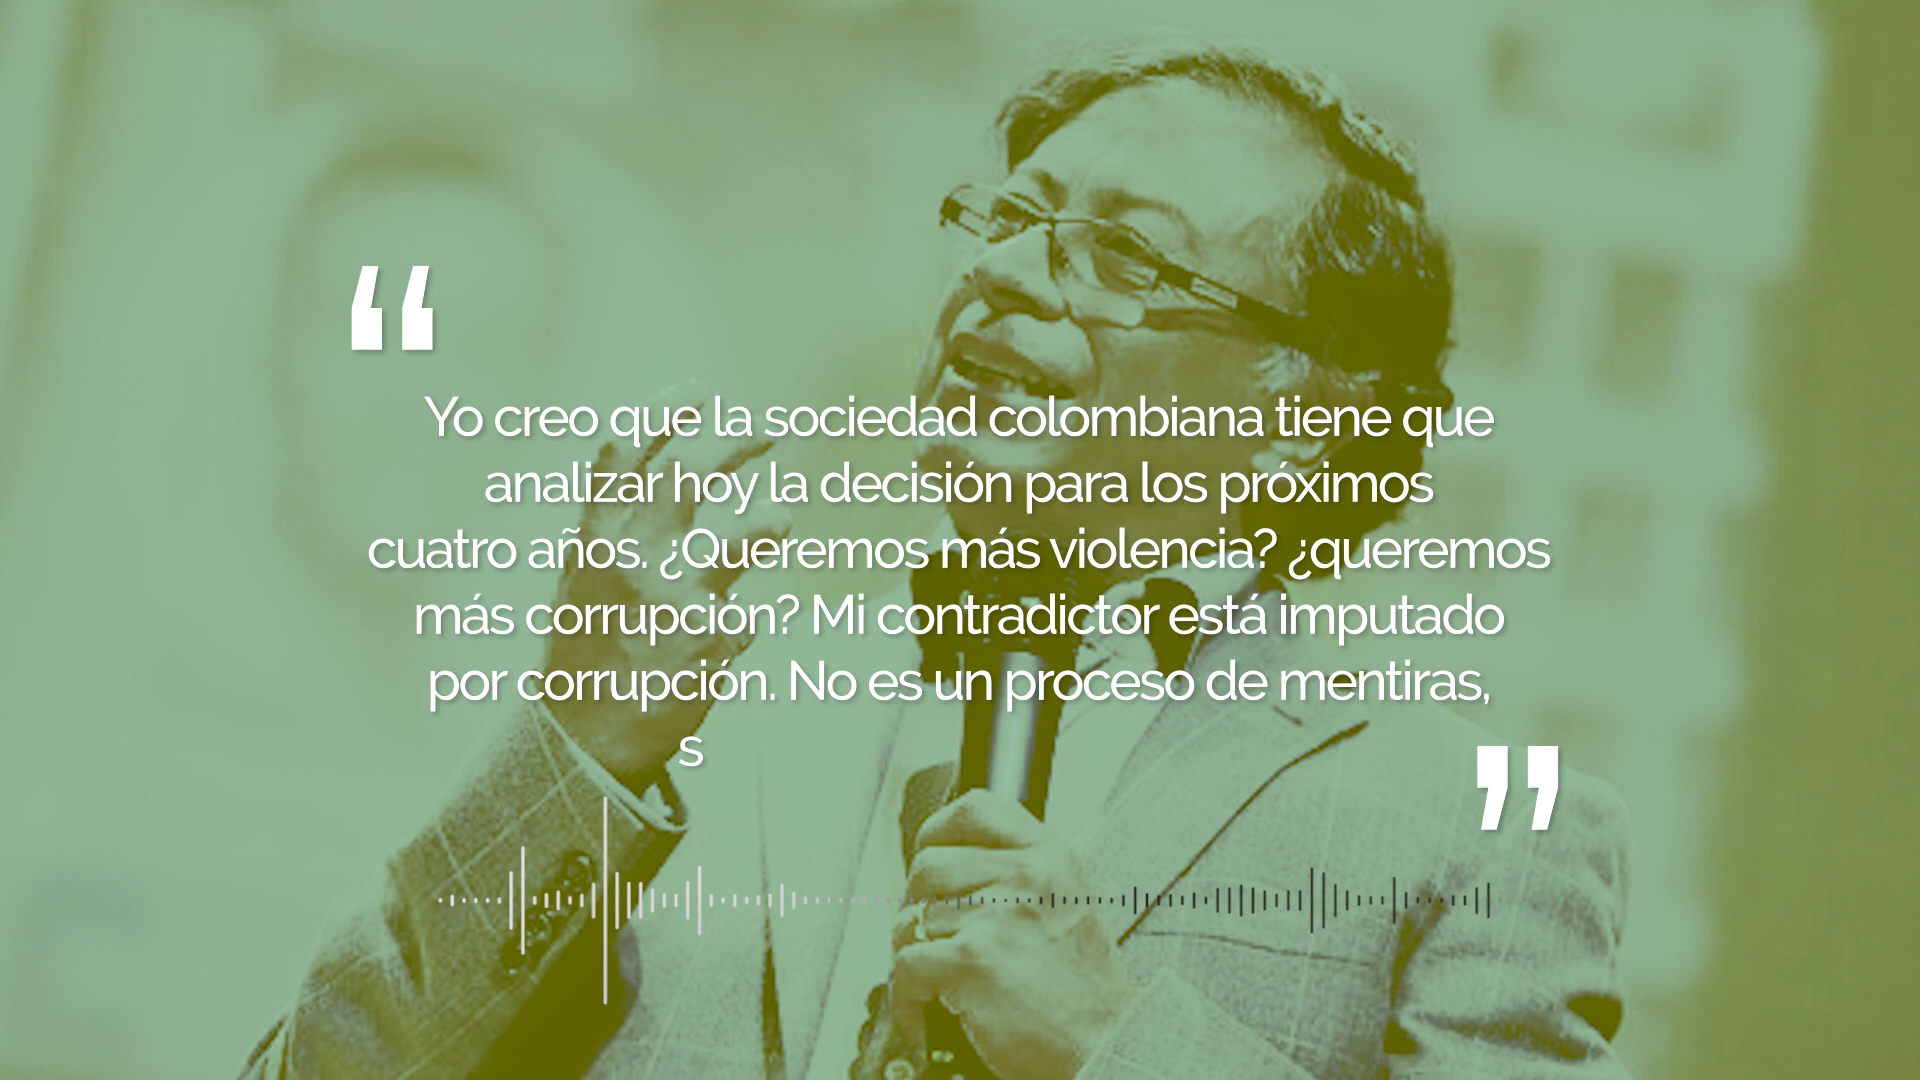 “
Yo creo que la sociedad colombiana tiene que
analizar hoy la decisión para los próximos
cuatro años. ¿Queremos más violencia? ¿queremos
más corrupción? Mi contradictor está imputado
por corrupción. No es un proceso de mentiras,
s
”